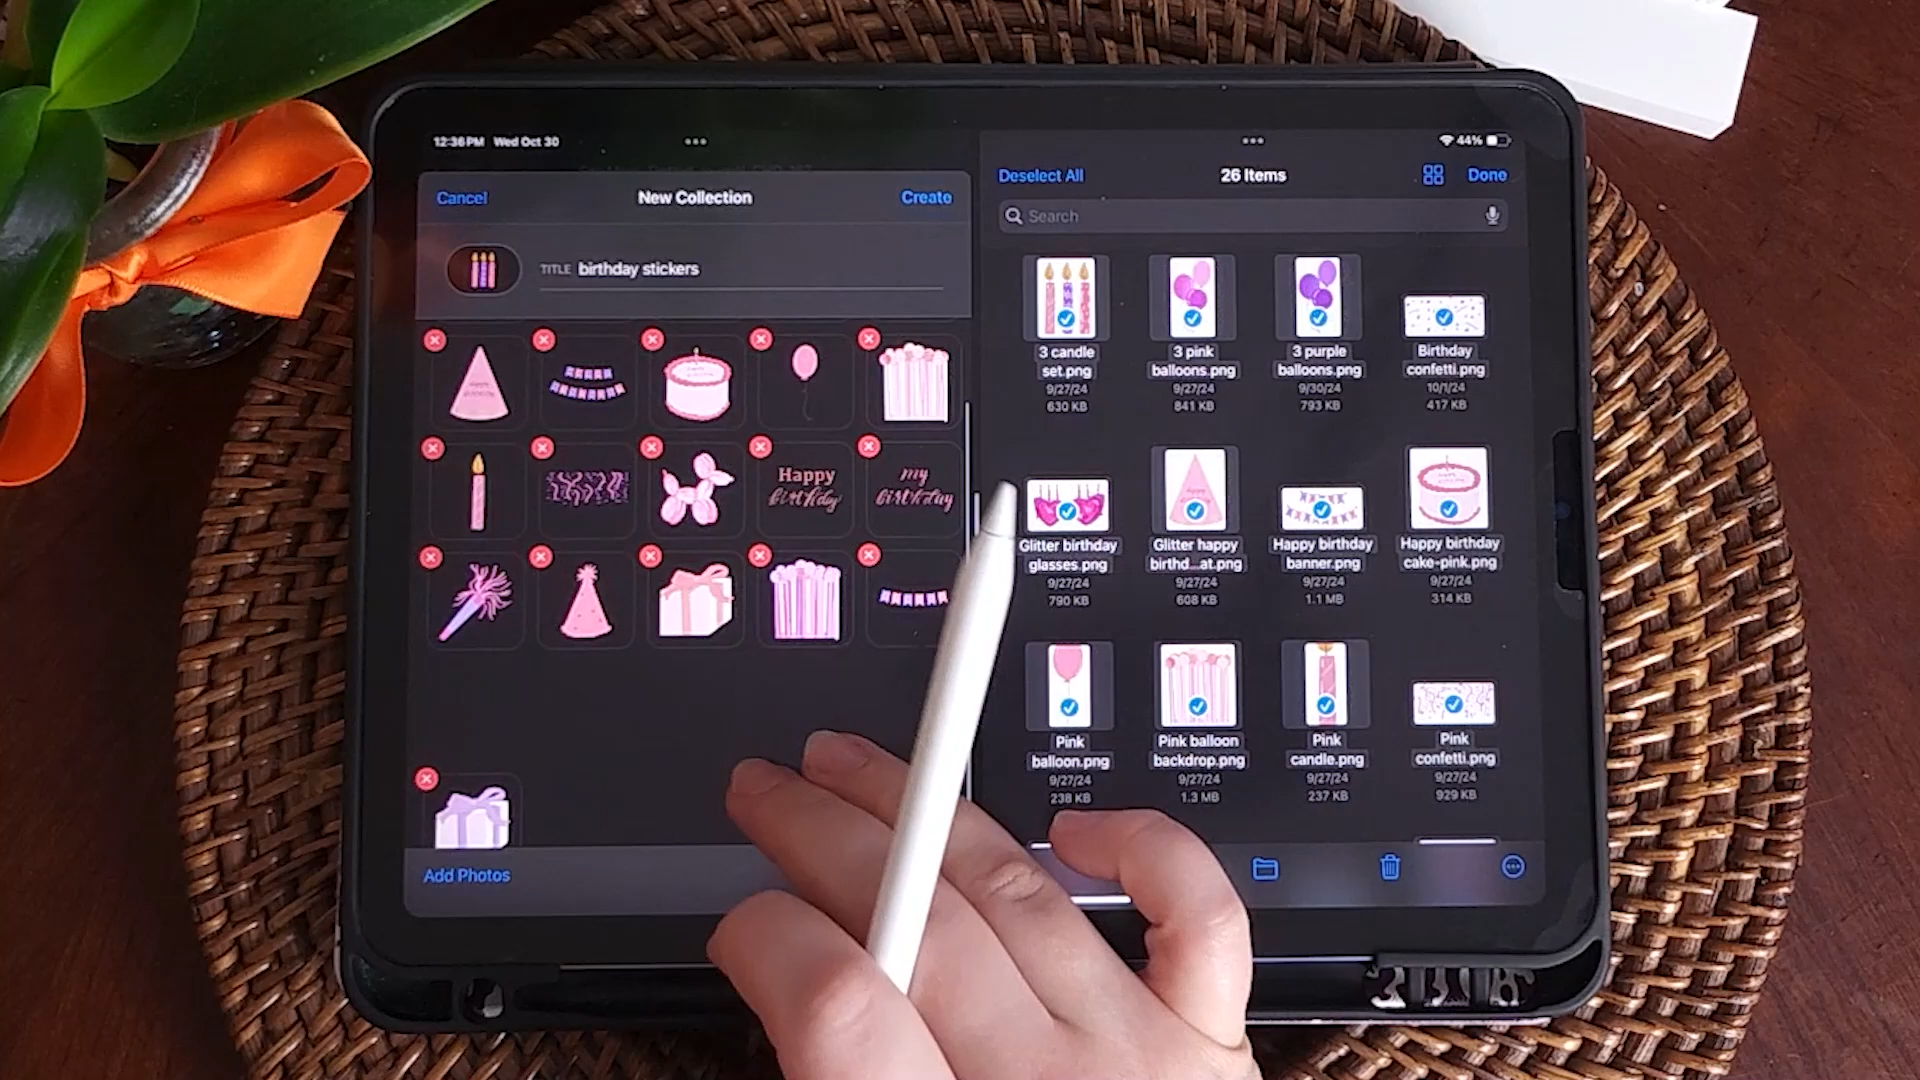 12:36 PM Wed Oct 30
44%
Cancel
New Collection
Create
TITLE birthday stickers
Happy
birthday
my
birthday
Add Photos
Deselect All
26 Items
Done
Search
3 candle
set.png
9/27/24
630 KB
3 pink
balloons.png
9/27/24
841 KB
3 purple
balloons.png
9/30/24
793 KB
Birthday
confetti.png
10/1/24
417 KB
Glitter birthday
glasses.png
9/27/24
790 KB
Glitter happy
birthd...at.png
9/27/24
608 KB
Happy birthday
banner.png
9/27/24
1.1 MB
Happy birthday
cake-pink.png
9/27/24
314 KB
Pink
balloon.png
9/27/24
238 KB
Pink balloon
backdrop.png
9/27/24
1.3 MB
Pink
candle.png
9/27/24
237 KB
Pink
confetti.png
9/27/24
929 KB